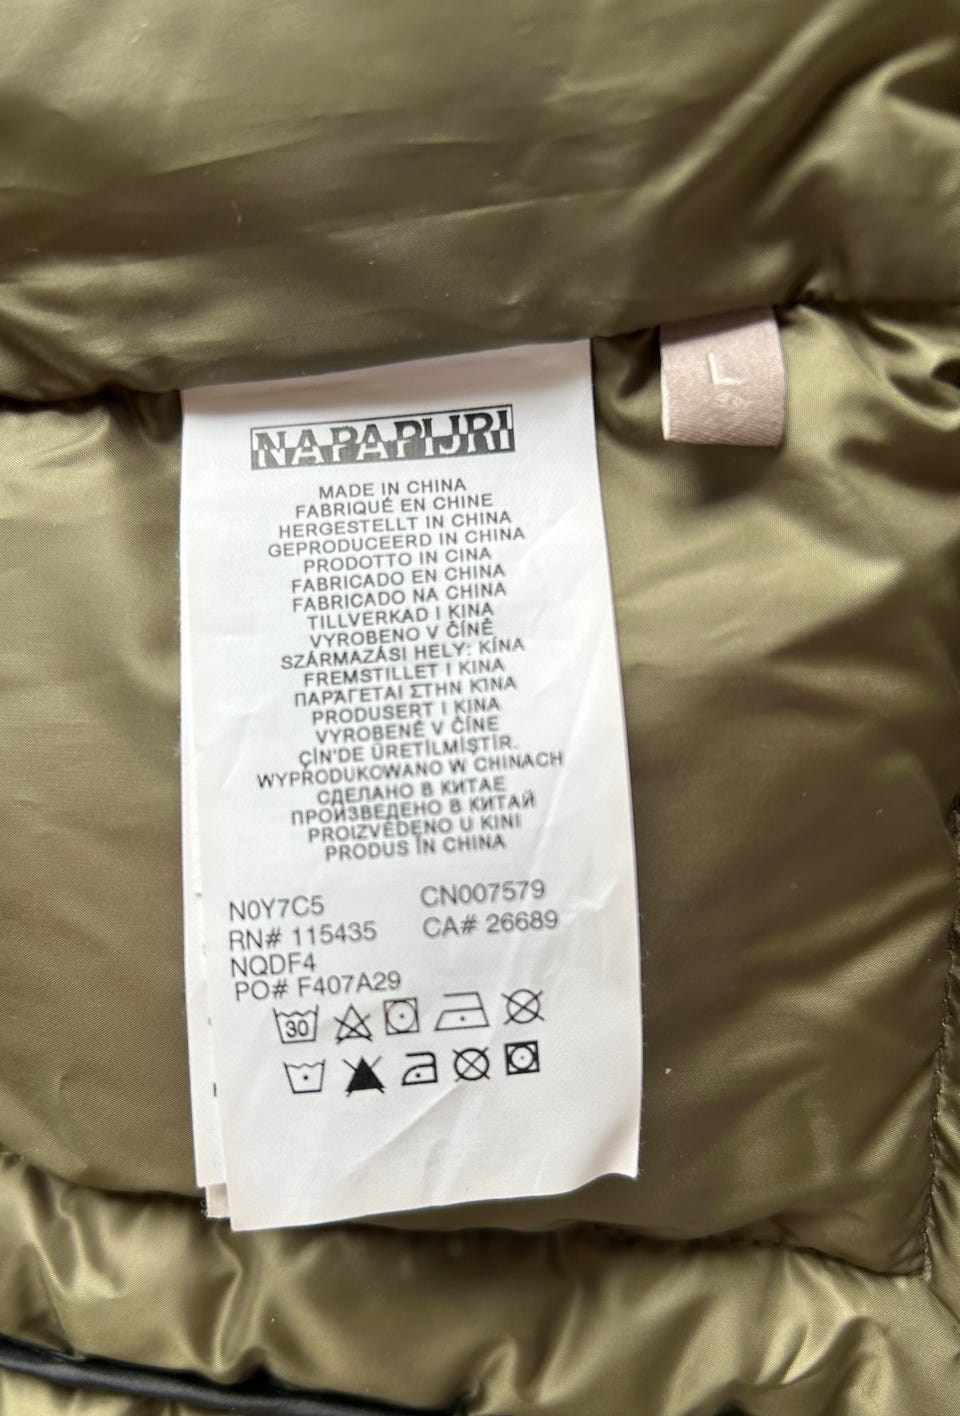 NAPAPIJRI
L
MADE IN CHINA
FABRIQUÉ EN CHINE
HERGESTELLT IN CHINA
GEPRODUCEERD IN CHINA
PRODOTTO IN CINA
FABRICADO EN CHINA
FABRICADO NA CHINA
TILLVERKAD I KINA
VYROBENO V ČÍNĚ
SZÁRMAZÁSI HELY: KÍNA
FREMSTILLET I KINA
ΠΑΡΑΓΕΤΑΙ ΣΤΗΝ ΚΊΝΑ
PRODUSERT I KINA
VYROBENÉ V ČÍNE
ÇİN'DE ÜRETİLMİŞTİR.
WYPRODUKOWANO W CHINACH
СДЕЛАНО В КИТАЕ
ПРОИЗВЕДЕНО В КИТАЙ
PROIZVEDENO U KINI
PRODUS ÎN CHINA
N0Y7C5 CN007579
RN# 115435 CA# 26689
NQDF4
PO# F407A29
30